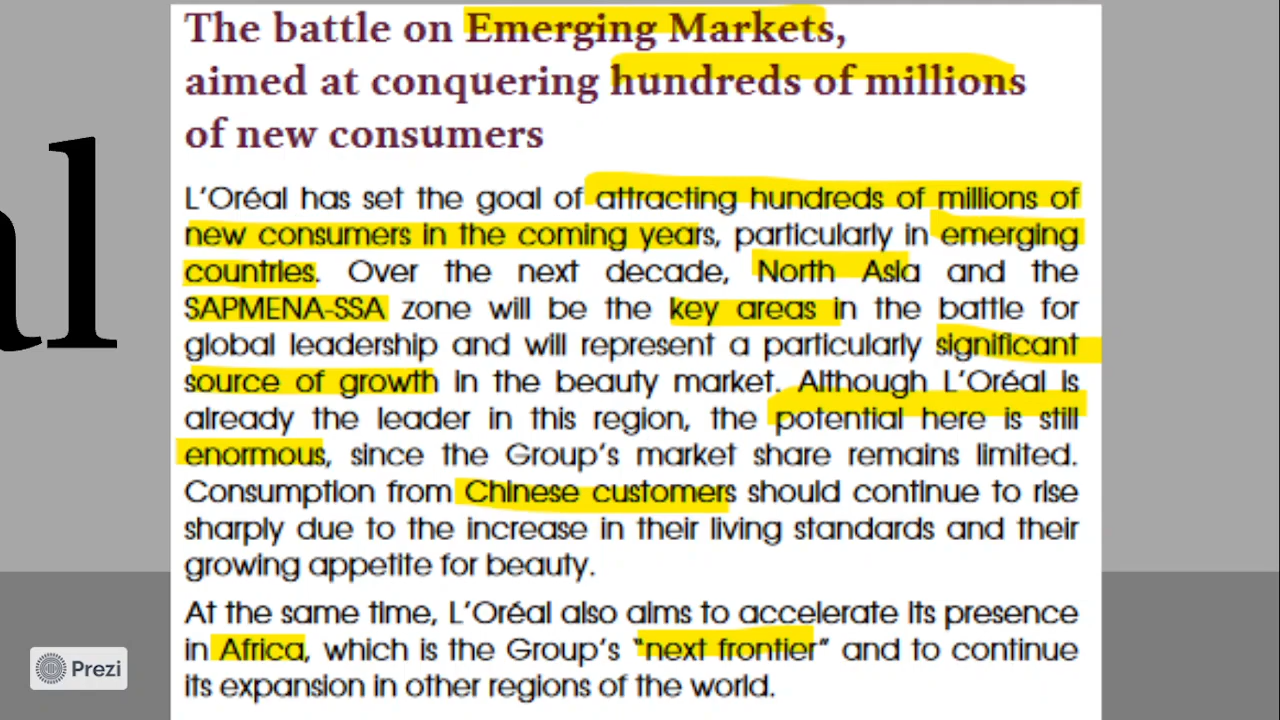 The battle on Emerging Markets,
aimed at conquering hundreds of millions
of new consumers
L'Oréal has set the goal of attracting hundreds of millions of
new consumers in the coming years, particularly in emerging
countries. Over the next decade, North Asia and the
SAPMENA-SSA zone will be the key areas in the battle for
global leadership and will represent a particularly significant
source of growth in the beauty market. Although L'Oréal is
already the leader in this region, the potential here is still
enormous, since the Group's market share remains limited.
Consumption from Chinese customers should continue to rise
sharply due to the increase in their living standards and their
growing appetite for beauty.
At the same time, L'Oréal also aims to accelerate its presence
in Africa, which is the Group's "next frontier" and to continue
its expansion in other regions of the world.
al
Prezi